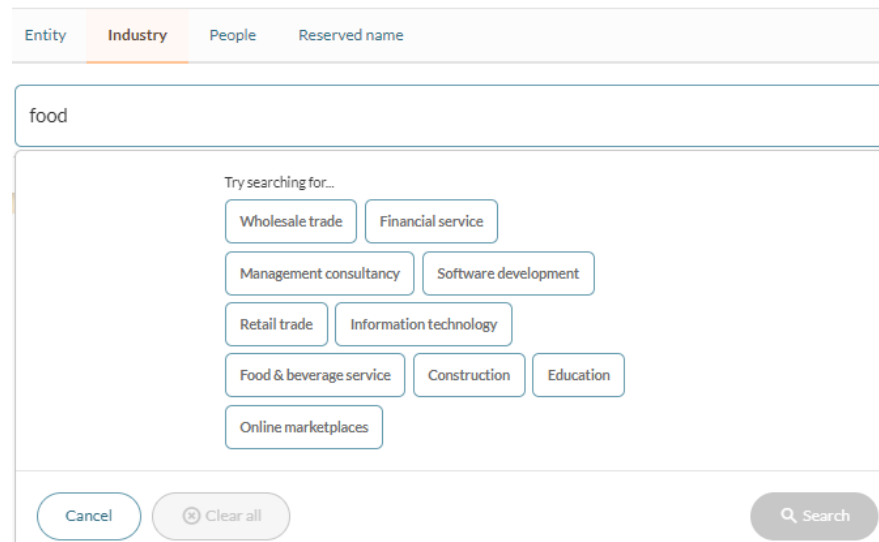 Entity Industry People Reserved name
food
Try searching for...
Wholesale trade Financial service
Management consultancy Software development
Retail trade Information technology
Food & beverage service Construction Education
Online marketplaces
Cancel Clear all Search